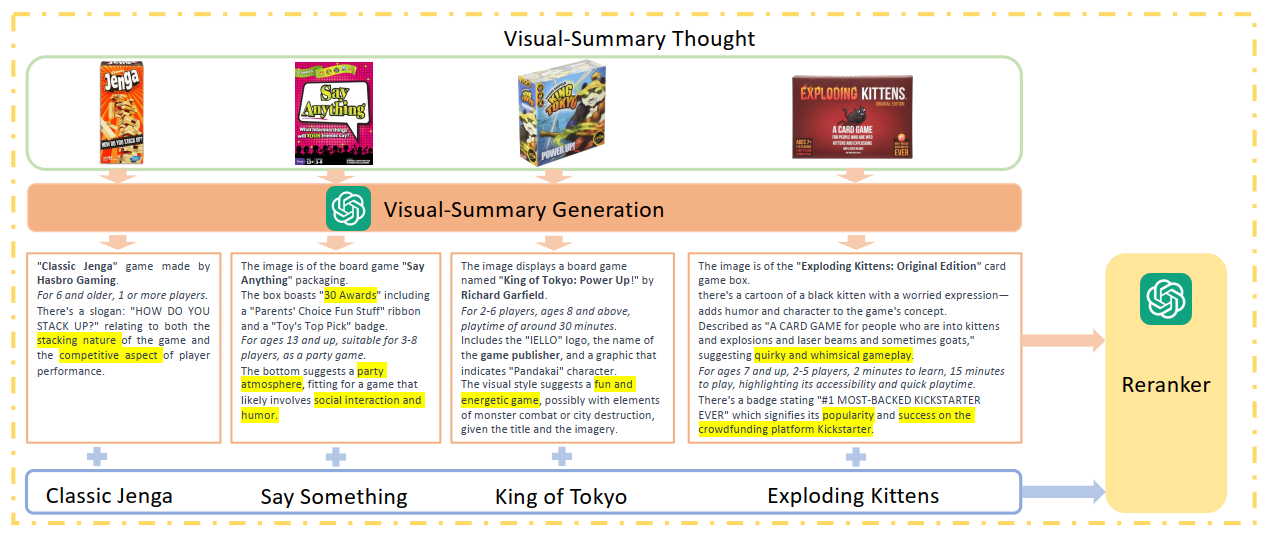 Visual-Summary Thought
Jenga
HOW DO YOU STACK UP?
Say
Anything
What hilarious things
will YOUR friends say?
KING OF
TOKYO
POWER UP!
EXPLODING KITTENS
ORIGINAL EDITION
A CARD GAME
FOR PEOPLE WHO ARE INTO
KITTENS AND EXPLOSIONS
AGES 7+
EVER
Visual-Summary Generation
"Classic Jenga" game made by
Hasbro Gaming.
For 6 and older, 1 or more players.
There's a slogan: "HOW DO YOU
STACK UP?" relating to both the
stacking nature of the game and
the competitive aspect of player
performance.
The image is of the board game "Say
Anything" packaging.
The box boasts "30 Awards" including
a "Parents' Choice Fun Stuff" ribbon
and a "Toy's Top Pick" badge.
For ages 13 and up, suitable for 3-8
players, as a party game.
The bottom suggests a party
atmosphere, fitting for a game that
likely involves social interaction and
humor.
The image displays a board game
named "King of Tokyo: Power Up!" by
Richard Garfield.
For 2-6 players, ages 8 and above,
playtime of around 30 minutes.
Includes the "IELLO" logo, the name of
the game publisher, and a graphic that
indicates "Pandakai" character.
The visual style suggests a fun and
energetic game, possibly with elements
of monster combat or city destruction,
given the title and the imagery.
The image is of the "Exploding Kittens: Original Edition" card
game box.
there's a cartoon of a black kitten with a worried expression—
adds humor and character to the game's concept.
Described as "A CARD GAME for people who are into kittens
and explosions and laser beams and sometimes goats,"
suggesting quirky and whimsical gameplay.
For ages 7 and up, 2-5 players, 2 minutes to learn, 15 minutes
to play, highlighting its accessibility and quick playtime.
There's a badge stating "#1 MOST-BACKED KICKSTARTER
EVER" which signifies its popularity and success on the
crowdfunding platform Kickstarter.
Reranker
Classic Jenga
Say Something
King of Tokyo
Exploding Kittens